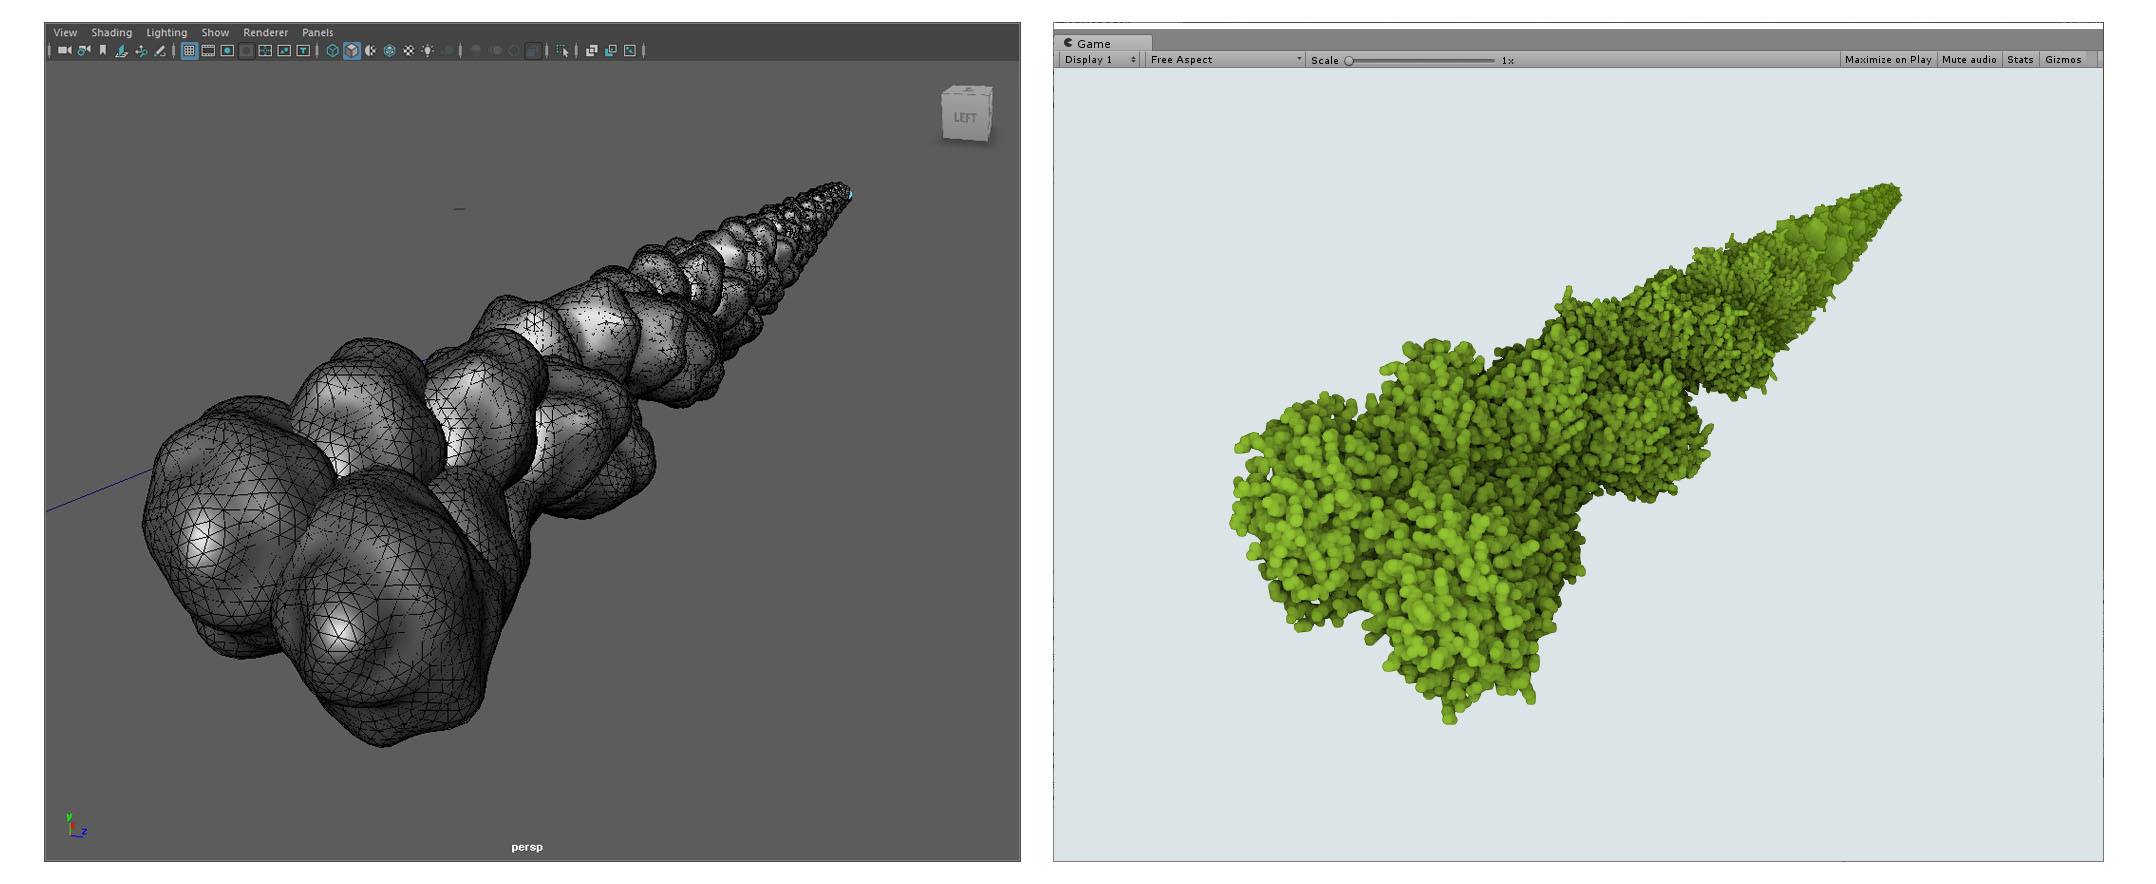 View Shading Lighting Show Renderer Panels
LEFT
y
z
persp
Game
Display 1 Free Aspect Scale 1x Maximize on Play Mute audio Stats Gizmos